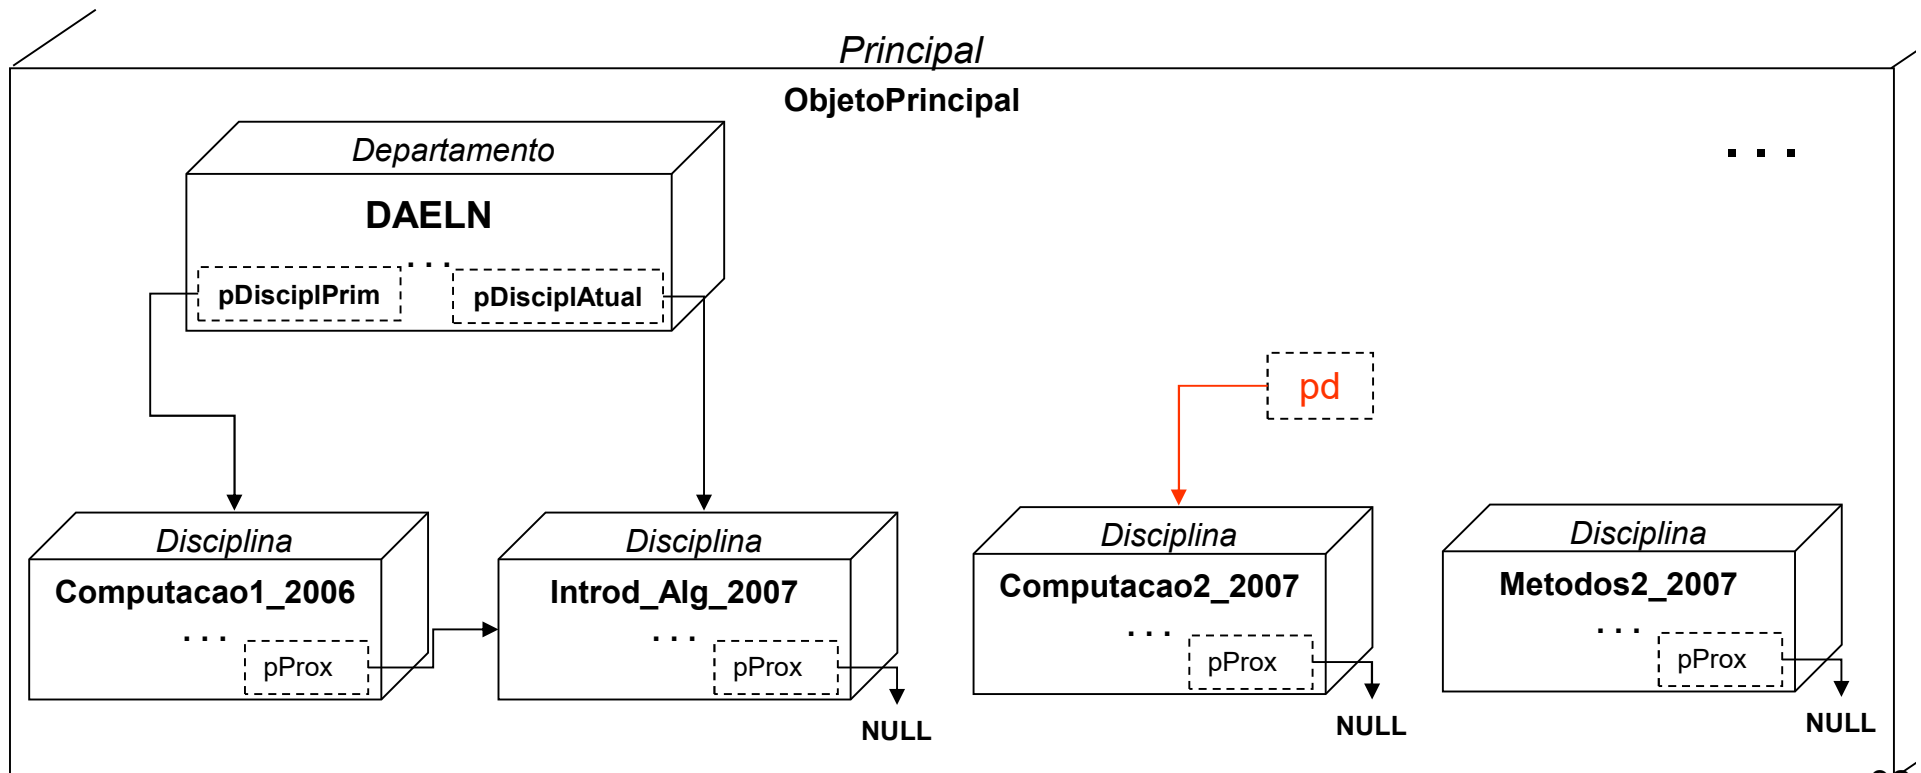 Principal
ObjetoPrincipal
Departamento
. . .
DAELN
. . .
pDisciplPrim
pDisciplAtual
pd
Disciplina
Disciplina
Disciplina
Disciplina
Computacao1_2006
Introd_Alg_2007
Computacao2_2007
Metodos2_2007
. . .
. . .
. . .
. . .
pProx
pProx
pProx
pProx
NULL
NULL
NULL